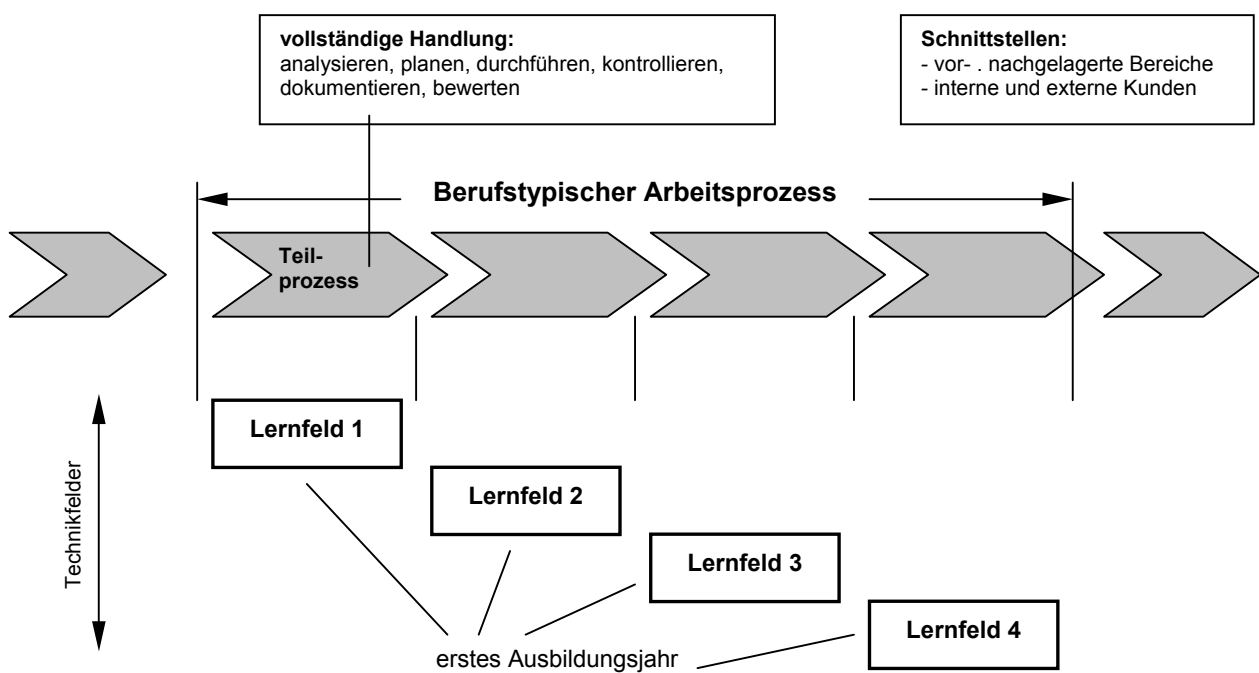 vollständige Handlung:
analysieren, planen, durchführen, kontrollieren,
dokumentieren, bewerten
Schnittstellen:
- vor- . nachgelagerte Bereiche
- interne und externe Kunden
Berufstypischer Arbeitsprozess
Teil-
prozess
Lernfeld 1
Lernfeld 2
Lernfeld 3
Lernfeld 4
Technikfelder
erstes Ausbildungsjahr